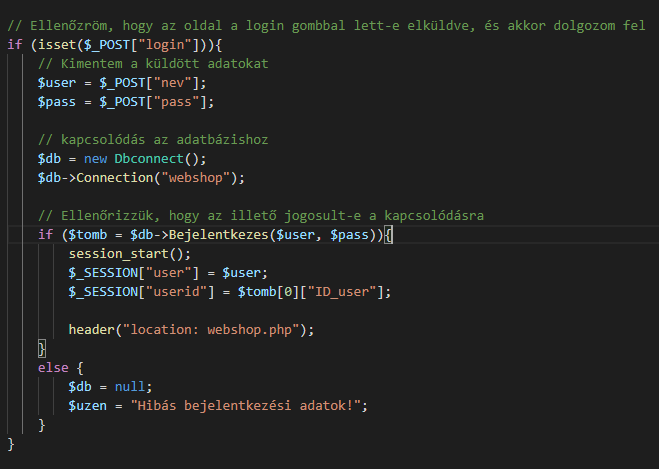 // Ellenőzröm, hogy az oldal a login gombbal lett-e elküldve, és akkor dolgozom fel
if (isset($_POST["login"])){
// Kimentem a küldött adatokat
$user = $_POST["nev"];
$pass = $_POST["pass"];
// kapcsolódás az adatbázishoz
$db = new Dbconnect();
$db->Connection("webshop");
// Ellenőrizzük, hogy az illető jogosult-e a kapcsolódásra
if ($tomb = $db->Bejelentkezes($user, $pass)){
session_start();
$_SESSION["user"] = $user;
$_SESSION["userid"] = $tomb[0]["ID_user"];
header("location: webshop.php");
}
else {
$db = null;
$uzen = "Hibás bejelentkezési adatok!";
}
}